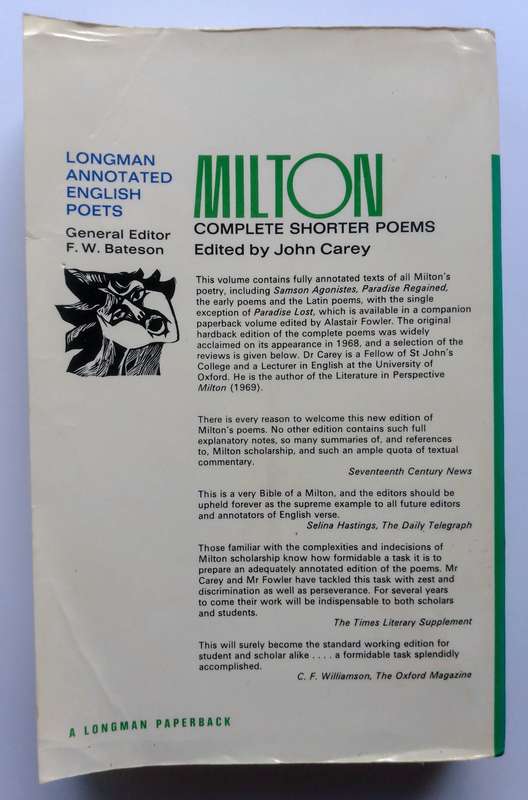 LONGMAN
ANNOTATED
ENGLISH
POETS
General Editor
F. W. Bateson
MILTON
COMPLETE SHORTER POEMS
Edited by John Carey
This volume contains fully annotated texts of all Milton's
poetry, including Samson Agonistes, Paradise Regained,
the early poems and the Latin poems, with the single
exception of Paradise Lost, which is available in a companion
paperback volume edited by Alastair Fowler. The original
hardback edition of the complete poems was widely
acclaimed on its appearance in 1968, and a selection of the
reviews is given below. Dr Carey is a Fellow of St John's
College and a Lecturer in English at the University of
Oxford. He is the author of the Literature in Perspective
Milton (1969).
There is every reason to welcome this new edition of
Milton's poems. No other edition contains such full
explanatory notes, so many summaries of, and references
to, Milton scholarship, and such an ample quota of textual
commentary.
Seventeenth Century News
This is a very Bible of a Milton, and the editors should be
upheld forever as the supreme example to all future editors
and annotators of English verse.
Selina Hastings, The Daily Telegraph
Those familiar with the complexities and indecisions of
Milton scholarship know how formidable a task it is to
prepare an adequately annotated edition of the poems. Mr
Carey and Mr Fowler have tackled this task with zest and
discrimination as well as perseverance. For several years
to come their work will be indispensable to both scholars
and students.
The Times Literary Supplement
This will surely become the standard working edition for
student and scholar alike . . . . a formidable task splendidly
accomplished.
C. F. Williamson, The Oxford Magazine
A LONGMAN PAPERBACK